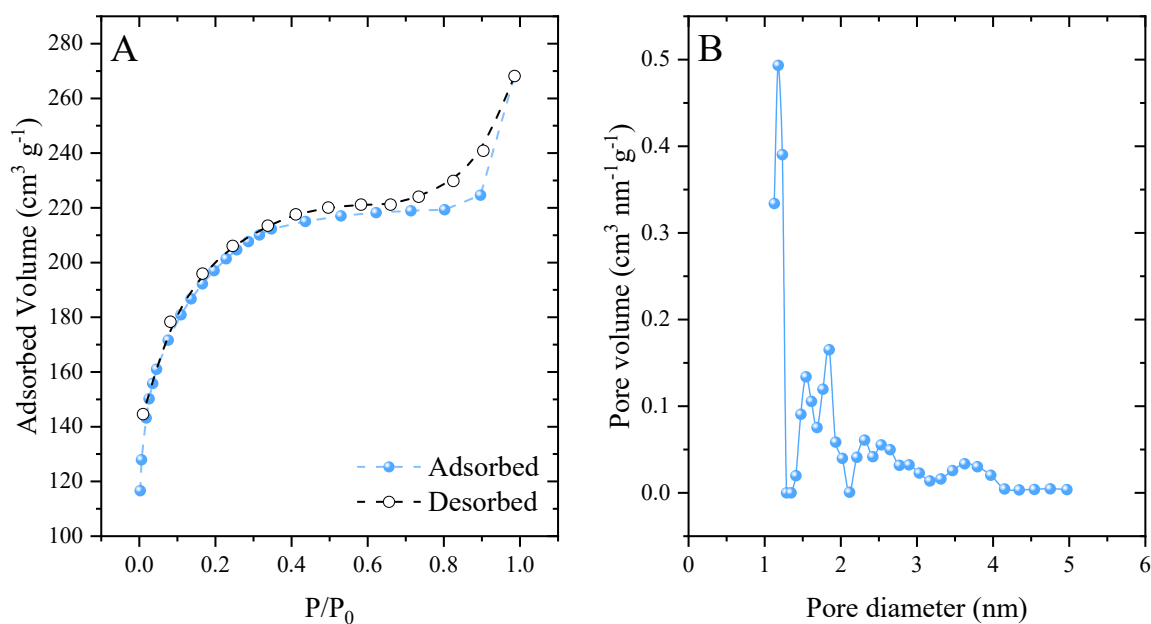 A
280
260
240
220
200
180
160
140
120
100
0.0 0.2 0.4 0.6 0.8 1.0
Adsorbed Volume (cm³ g⁻¹)
P/P₀
Adsorbed
Desorbed
B
0.5
0.4
0.3
0.2
0.1
0.0
0 1 2 3 4 5 6
Pore volume (cm³ nm⁻¹g⁻¹)
Pore diameter (nm)